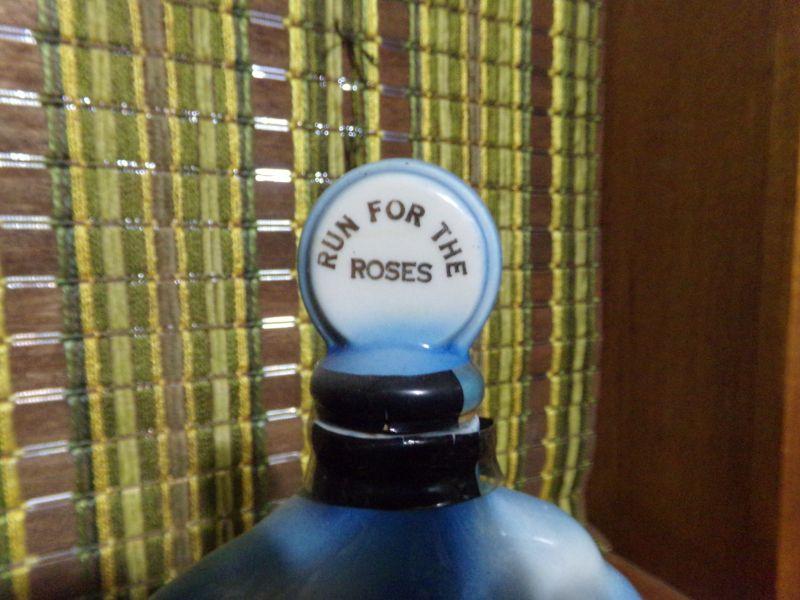 RUN FOR THE
ROSES